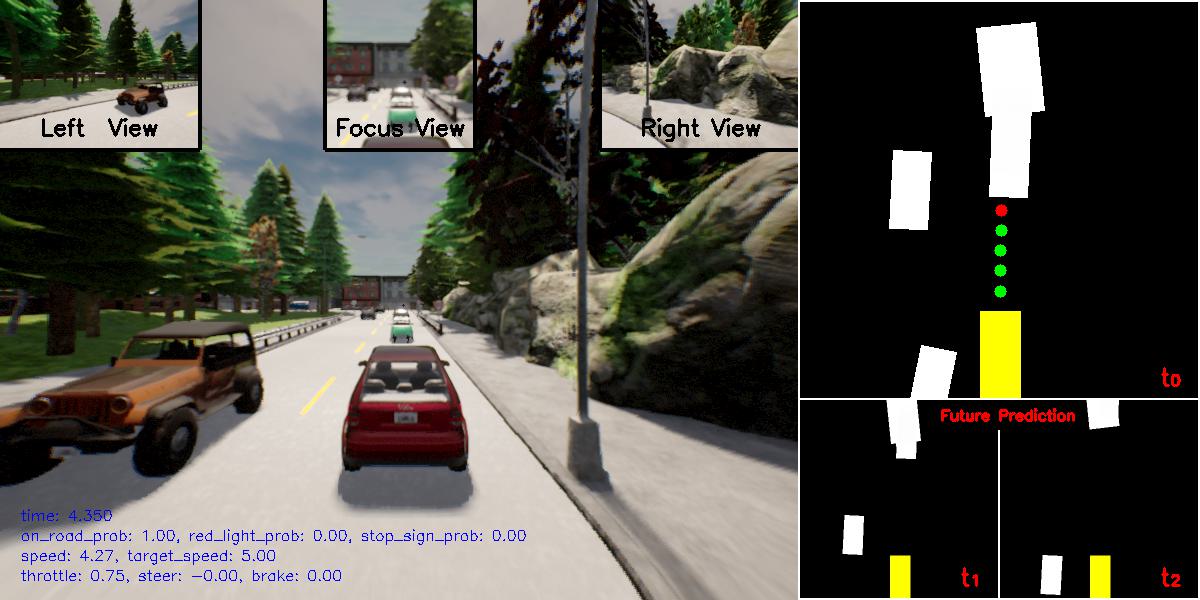 Left View
Focus View
Right View
t0
Future Prediction
t1
t2
time: 4.350
on_road_prob: 1.00, red_light_prob: 0.00, stop_sign_prob: 0.00
speed: 4.27, target_speed: 5.00
throttle: 0.75, steer: −0.00, brake: 0.00